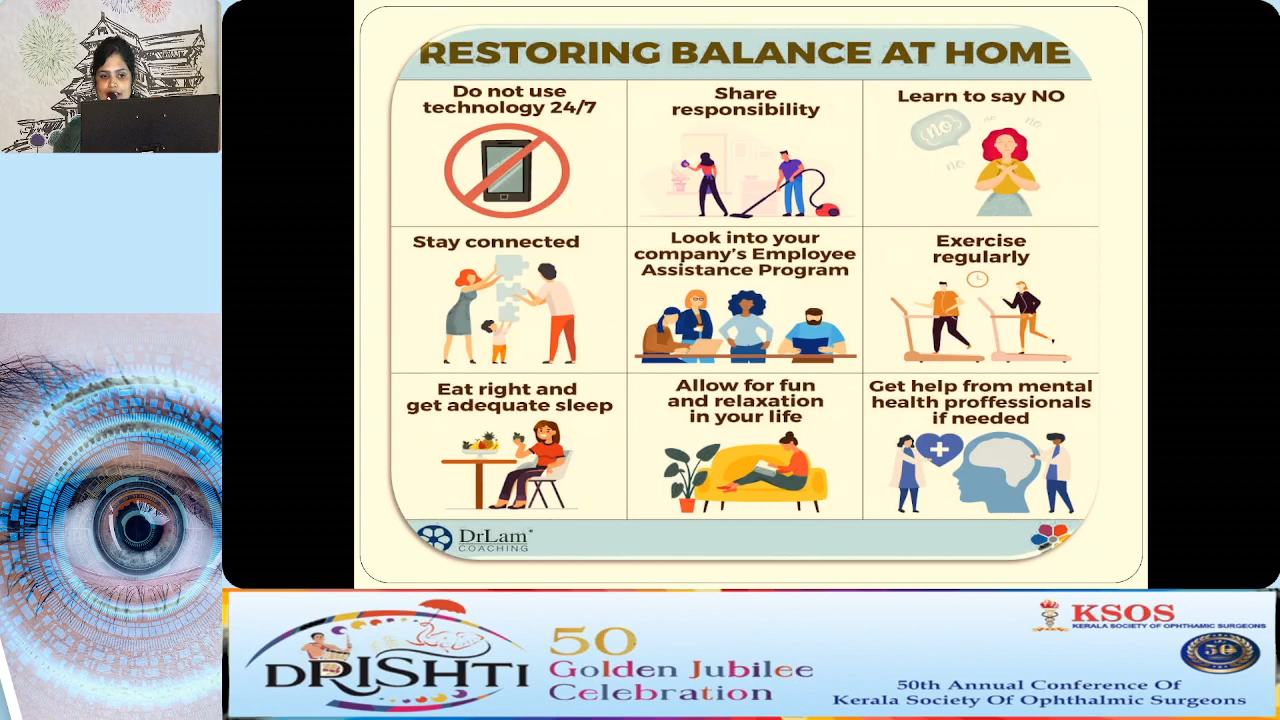 RESTORING BALANCE AT HOME
Do not use
technology 24/7
Share
responsibility
Learn to say NO
no
no
no
no
Stay connected
Look into your
company's Employee
Assistance Program
Exercise
regularly
Eat right and
get adequate sleep
Allow for fun
and relaxation
in your life
Get help from mental
health proffessionals
if needed
DrLam
COACHING
DRISHTI
50
Golden Jubilee
Celebration
KSOS
KERALA SOCIETY OF OPHTHAMIC SURGEONS
50
50th Annual Conference Of
Kerala Society Of Ophthalmic Surgeons